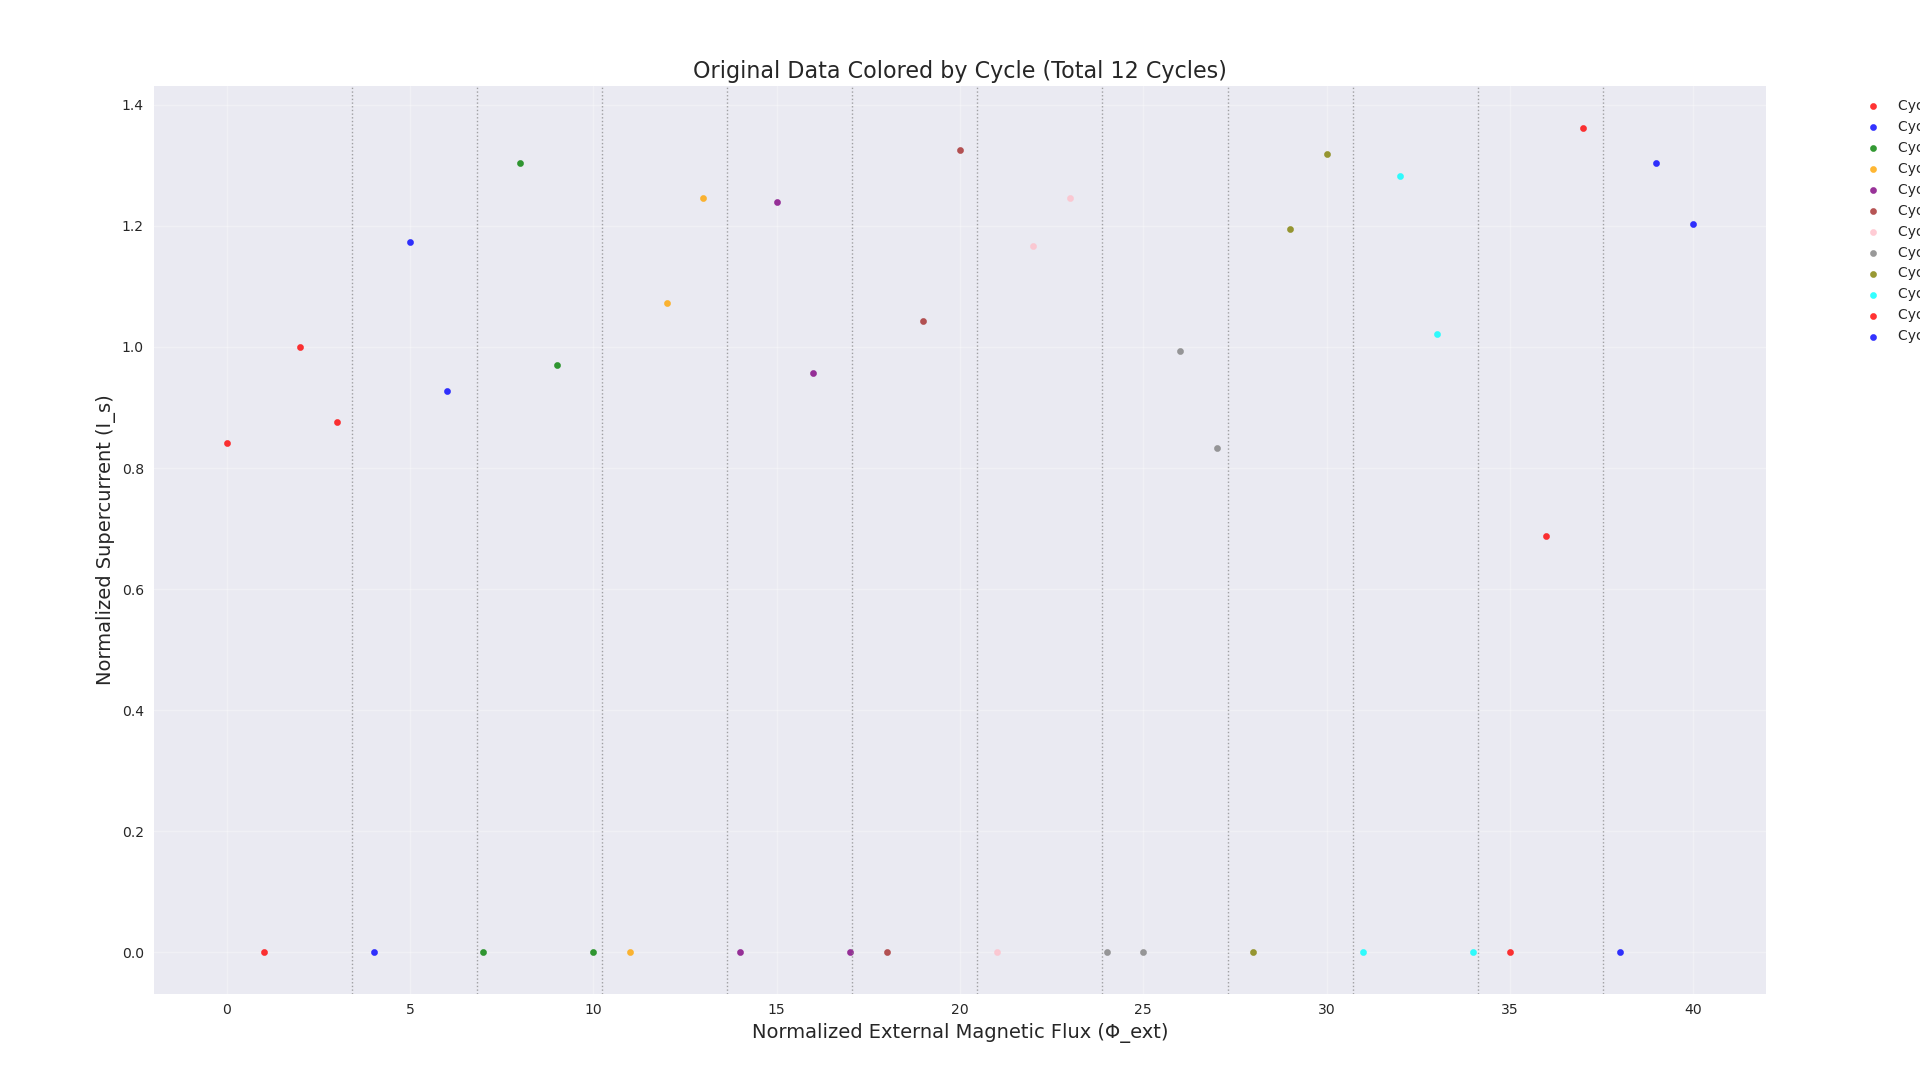 Original Data Colored by Cycle (Total 12 Cycles)
1.4
1.2
1.0
0.8
0.6
0.4
0.2
0.0
Normalized Supercurrent (I_s)
0 5 10 15 20 25 30 35 40
Normalized External Magnetic Flux (Φ_ext)
Cyc
Cyc
Cyc
Cyc
Cyc
Cyc
Cyc
Cyc
Cyc
Cyc
Cyc
Cyc